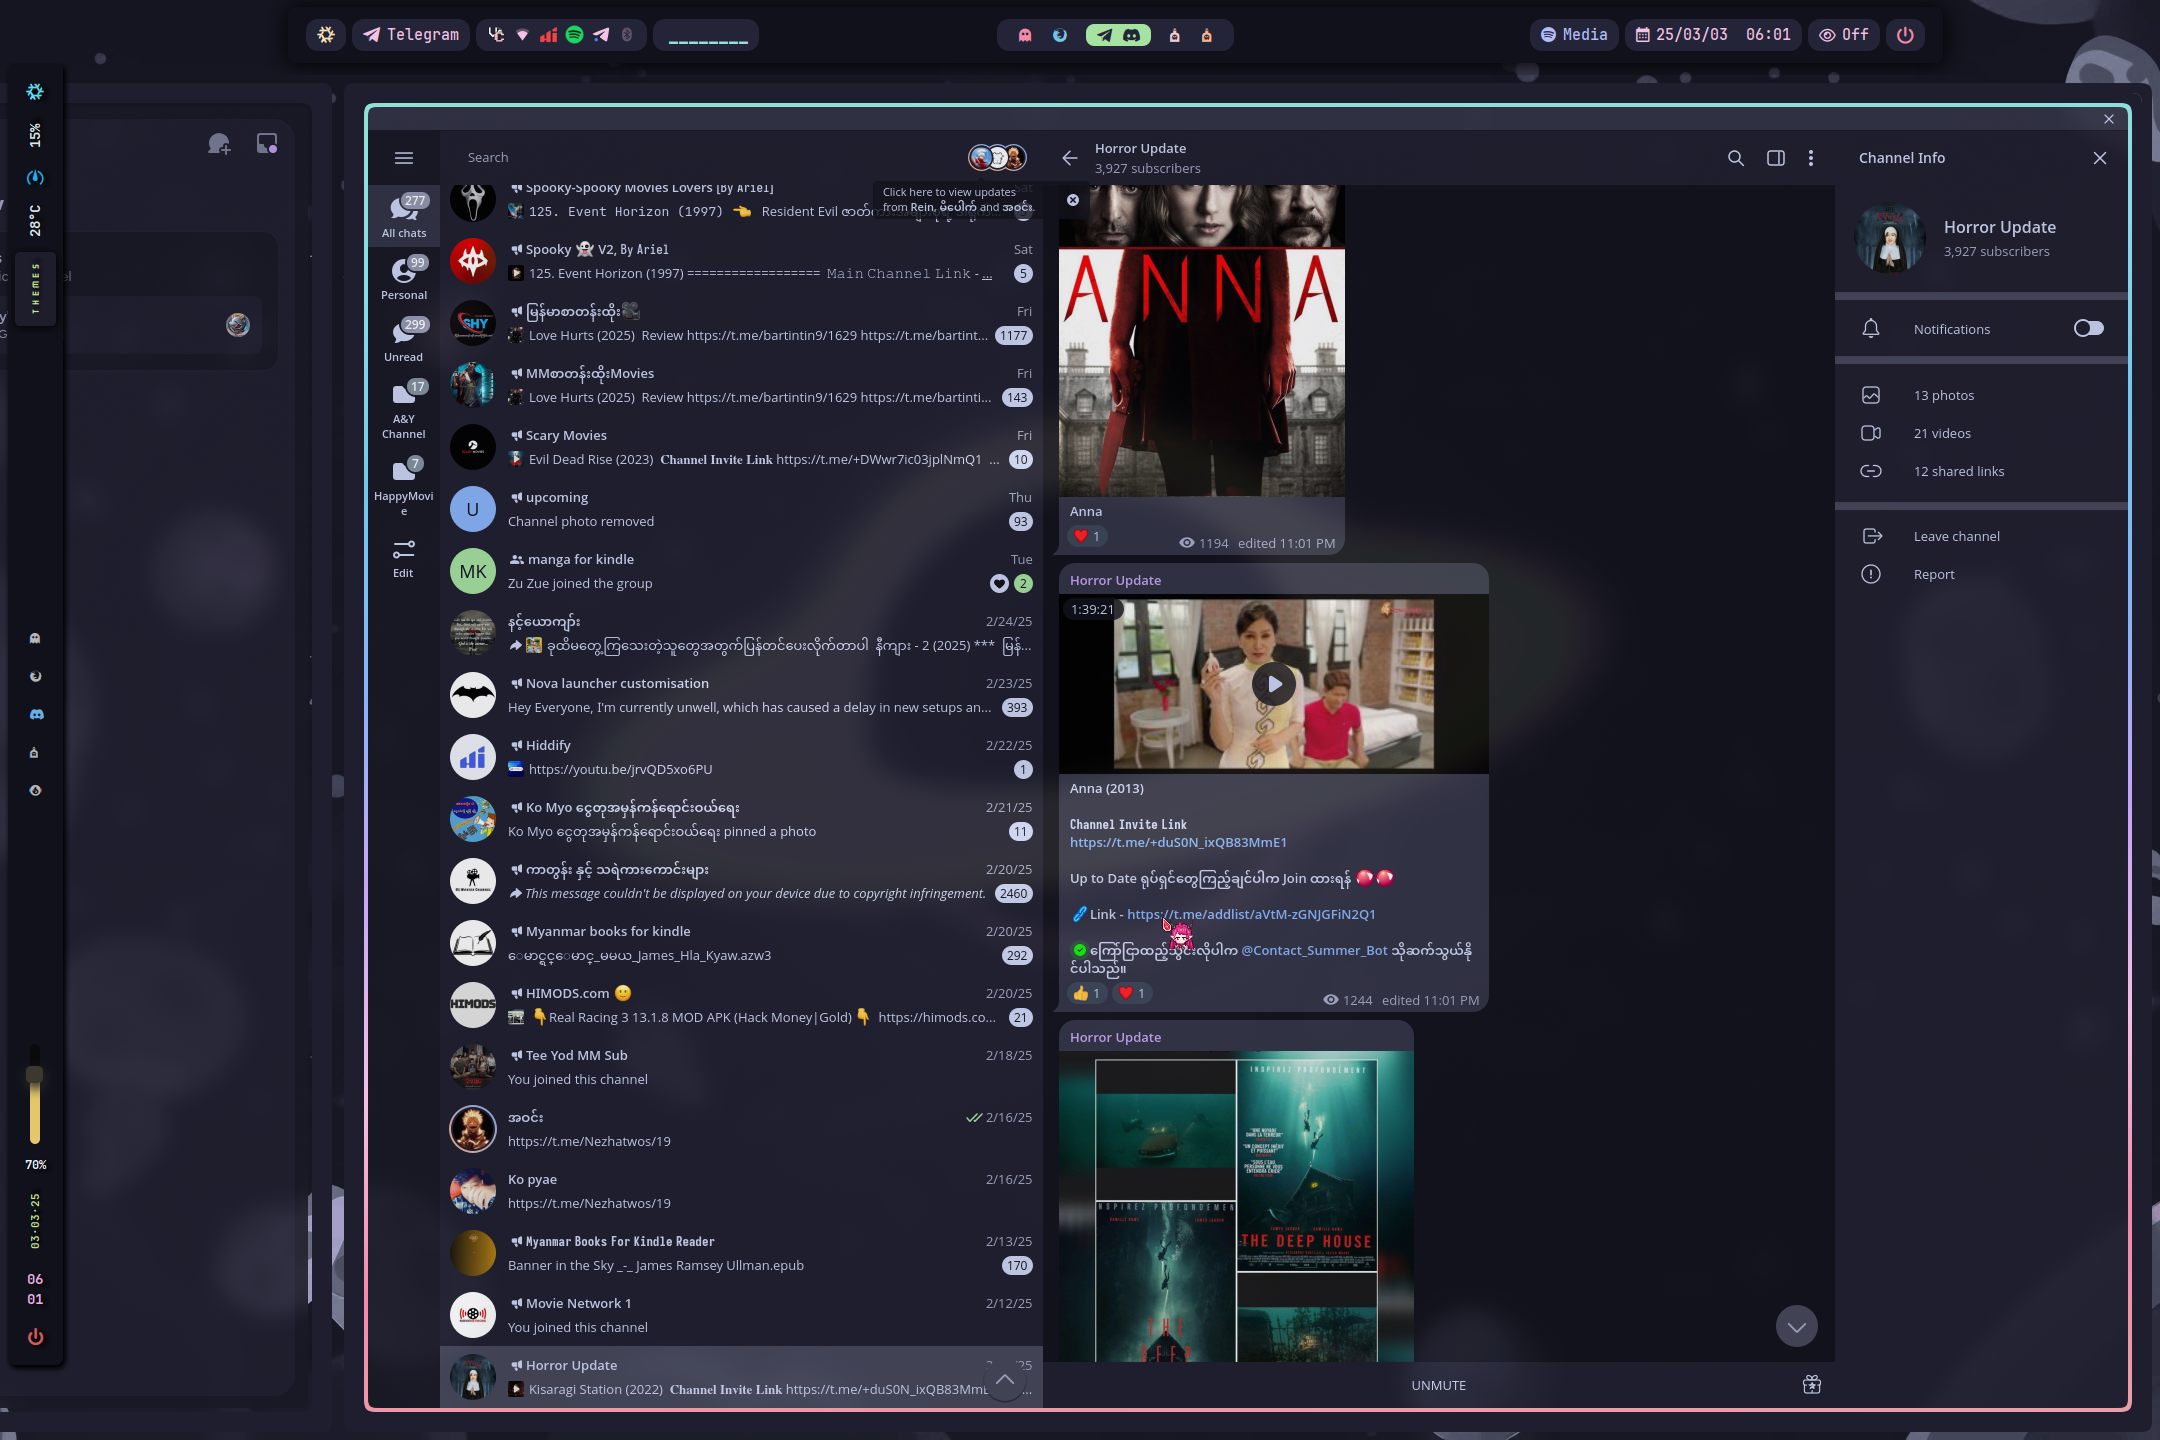 Telegram
Media
25/03/03 06:01
Off
15%
28°C
THEMES
70%
03·03·25
06
01
Search
Click here to view updates
from Rein, မိပေါက် and အဝင်း.
277
All chats
99
Personal
299
Unread
17
A&Y
Channel
7
HappyMovi
e
Edit
Spooky-Spooky Movies Lovers [By Ariel]
Sat
125. Event Horizon (1997) 👈 Resident Evil
Spooky 👻 V2, By Ariel
Sat
125. Event Horizon (1997) ================== Main Channel Link - ...
5
မြန်မာစာတန်းထိုး🎥
Fri
Love Hurts (2025) Review https://t.me/bartintin9/1629 https://t.me/bartint...
1177
MMစာတန်းထိုးMovies
Fri
Love Hurts (2025) Review https://t.me/bartintin9/1629 https://t.me/bartinti...
143
Scary Movies
Fri
Evil Dead Rise (2023) Channel Invite Link https://t.me/+DWwr7ic03jplNmQ1 ...
10
U
upcoming
Thu
Channel photo removed
93
MK
manga for kindle
Tue
Zu Zue joined the group
2
နင့်ယောကျာ်း
2/24/25
ခုထိမတွေ့ကြသေးတဲ့သူတွေအတွက်ပြန်တင်ပေးလိုက်တာပါ နီကျား - 2 (2025) *** မြန်...
Nova launcher customisation
2/23/25
Hey Everyone, I'm currently unwell, which has caused a delay in new setups an...
393
Hiddify
2/22/25
https://youtu.be/jrvQD5xo6PU
1
Ko Myo ငွေတုအမှန်ကန်ရောင်းဝယ်ရေး
2/21/25
Ko Myo ငွေတုအမှန်ကန်ရောင်းဝယ်ရေး pinned a photo
11
ကာတွန်း နှင့် သရဲကားကောင်းများ
2/20/25
This message couldn't be displayed on your device due to copyright infringement.
2460
Myanmar books for kindle
2/20/25
ေမာင္ရင္ေမာင္_မမယ_James_Hla_Kyaw.azw3
292
HIMODS
HIMODS.com 🙂
2/20/25
👇Real Racing 3 13.1.8 MOD APK (Hack Money|Gold) 👇 https://himods.co...
21
Tee Yod MM Sub
2/18/25
You joined this channel
အဝင်း
2/16/25
https://t.me/Nezhatwos/19
Ko pyae
2/16/25
https://t.me/Nezhatwos/19
Myanmar Books For Kindle Reader
2/13/25
Banner in the Sky _-_ James Ramsey Ullman.epub
170
Movie Network 1
2/12/25
You joined this channel
Horror Update
Kisaragi Station (2022) Channel Invite Link https://t.me/+duS0N_ixQB83Mm
Horror Update
3,927 subscribers
ANNA
Anna
❤️ 1
1194 edited 11:01 PM
Horror Update
1:39:21
Anna (2013)
Channel Invite Link
https://t.me/+duS0N_ixQB83MmE1
Up to Date ရုပ်ရှင်တွေကြည့်ချင်ပါက Join ထားရန်
Link - https://t.me/addlist/aVtM-zGNJGFiN2Q1
ကြော်ငြာထည့်သွင်းလိုပါက @Contact_Summer_Bot သို့ဆက်သွယ်နို
င်ပါသည်။
👍 1 ❤️ 1
1244 edited 11:01 PM
Horror Update
INSPIREZ PROFONDÉMENT
THE DEEP HOUSE
THE
DEEP
UNMUTE
Channel Info
Horror Update
3,927 subscribers
Notifications
13 photos
21 videos
12 shared links
Leave channel
Report